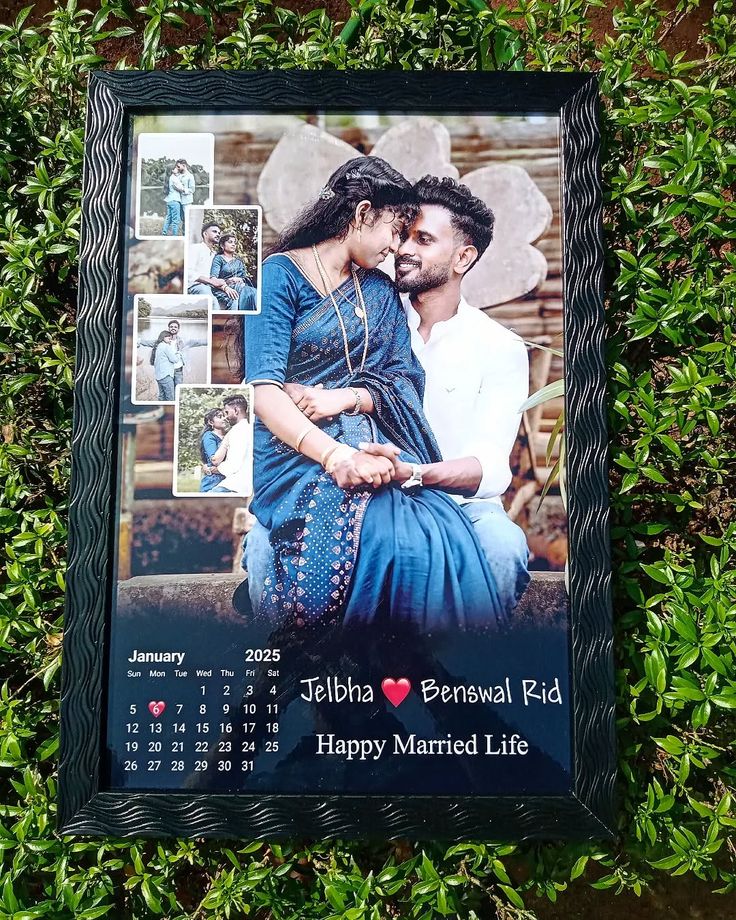 January 2025
Sun Mon Tue Wed Thu Fri Sat
1 2 3 4
5 6 7 8 9 10 11
12 13 14 15 16 17 18
19 20 21 22 23 24 25
26 27 28 29 30 31
Jelbha ❤️ Benswal Rid
Happy Married Life